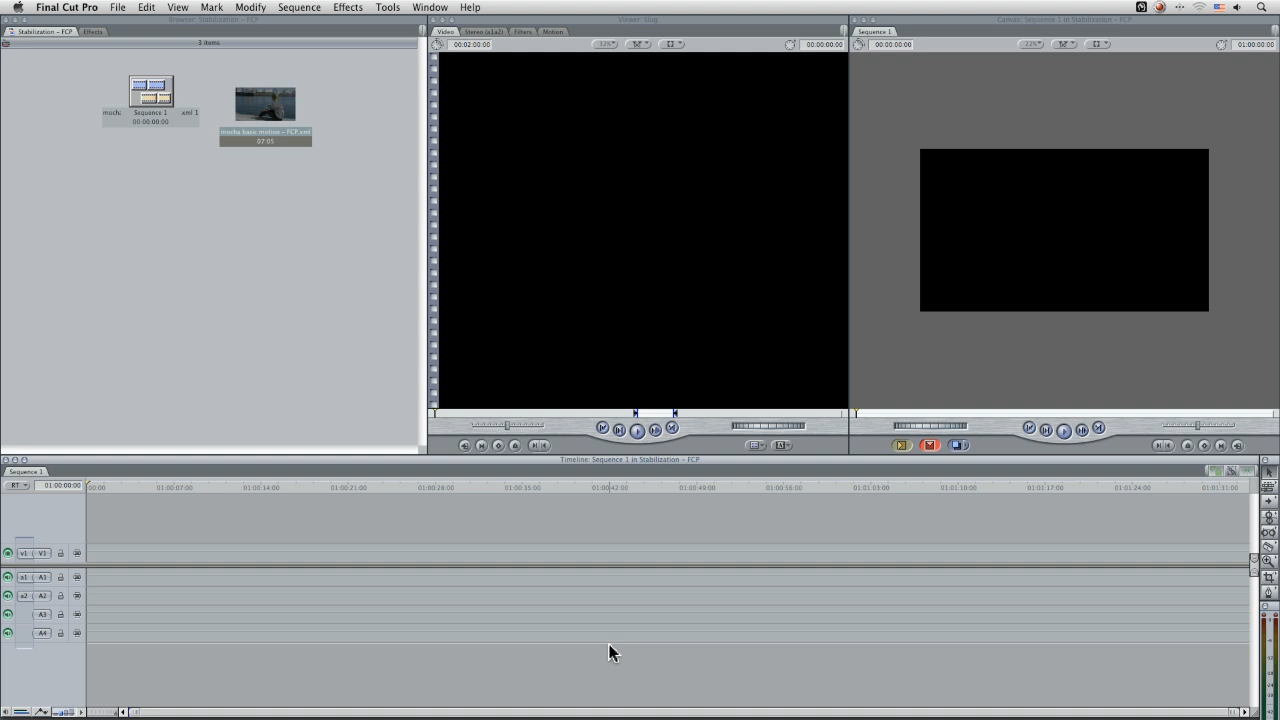 Final Cut Pro File Edit View Mark Modify Sequence Effects Tools Window Help
Browser: Stabilization – FCP
Viewer: Slug
Canvas: Sequence 1 in Stabilization – FCP
Stabilization – FCP Effects
Video Stereo (a1a2) Filters Motion
Sequence 1
3 items
00:02:00:00 32% 00:00:00:00
00:00:00:00 22% 01:00:00:00
Sequence 1 .xml 1
00:00:00:00
mocha basic motion – FCP.xml
07:05
Timeline: Sequence 1 in Stabilization – FCP
Sequence 1
RT 01:00:00:00
00:00 01:00:07:00 01:00:14:00 01:00:21:00 01:00:28:00 01:00:35:00 01:00:42:00 01:00:49:00 01:00:56:00 01:01:03:00 01:01:10:00 01:01:17:00 01:01:24:00 01:01:31:00
v1 V1
a1 A1
a2 A2
A3
A4